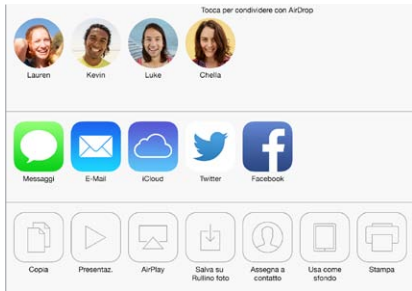 Tocca per condividere con AirDrop
Lauren Kevin Luke Chella
Messaggi E-Mail iCloud Twitter Facebook
Copia Presentaz. AirPlay Salva su Rullino foto Assegna a contatto Usa come sfondo Stampa